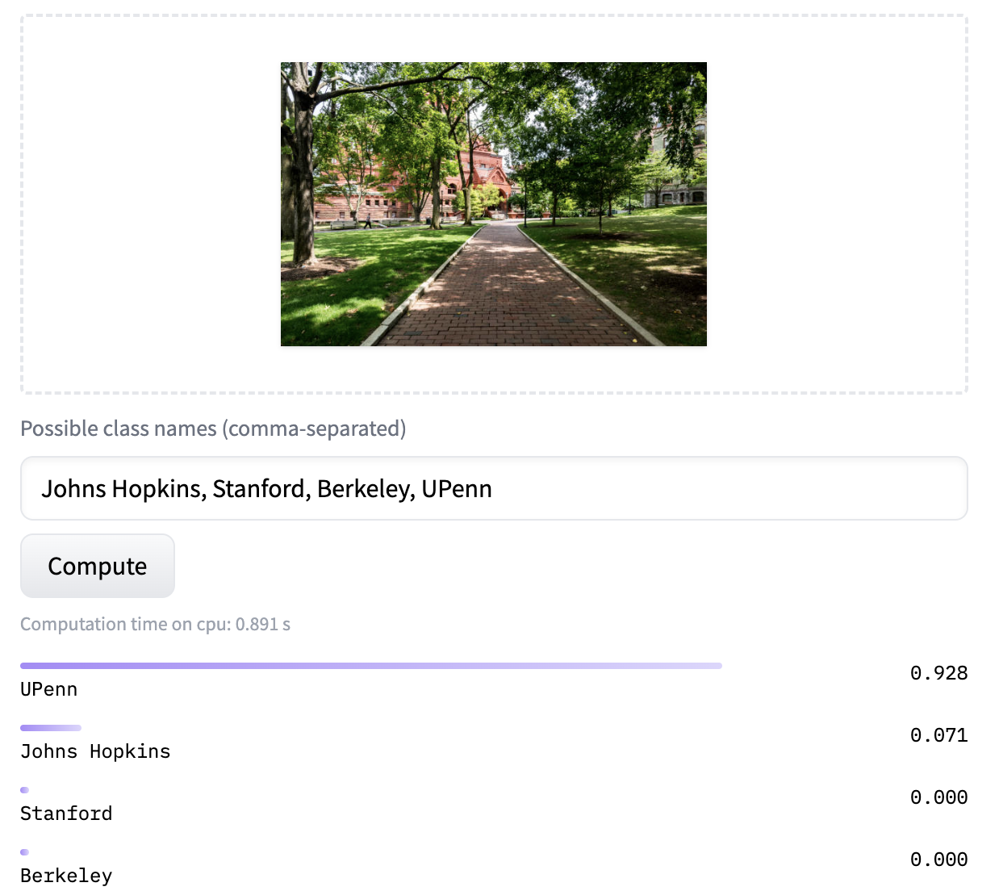 Possible class names (comma-separated)
Johns Hopkins, Stanford, Berkeley, UPenn
Compute
Computation time on cpu: 0.891 s
0.928
UPenn
0.071
Johns Hopkins
0.000
Stanford
0.000
Berkeley